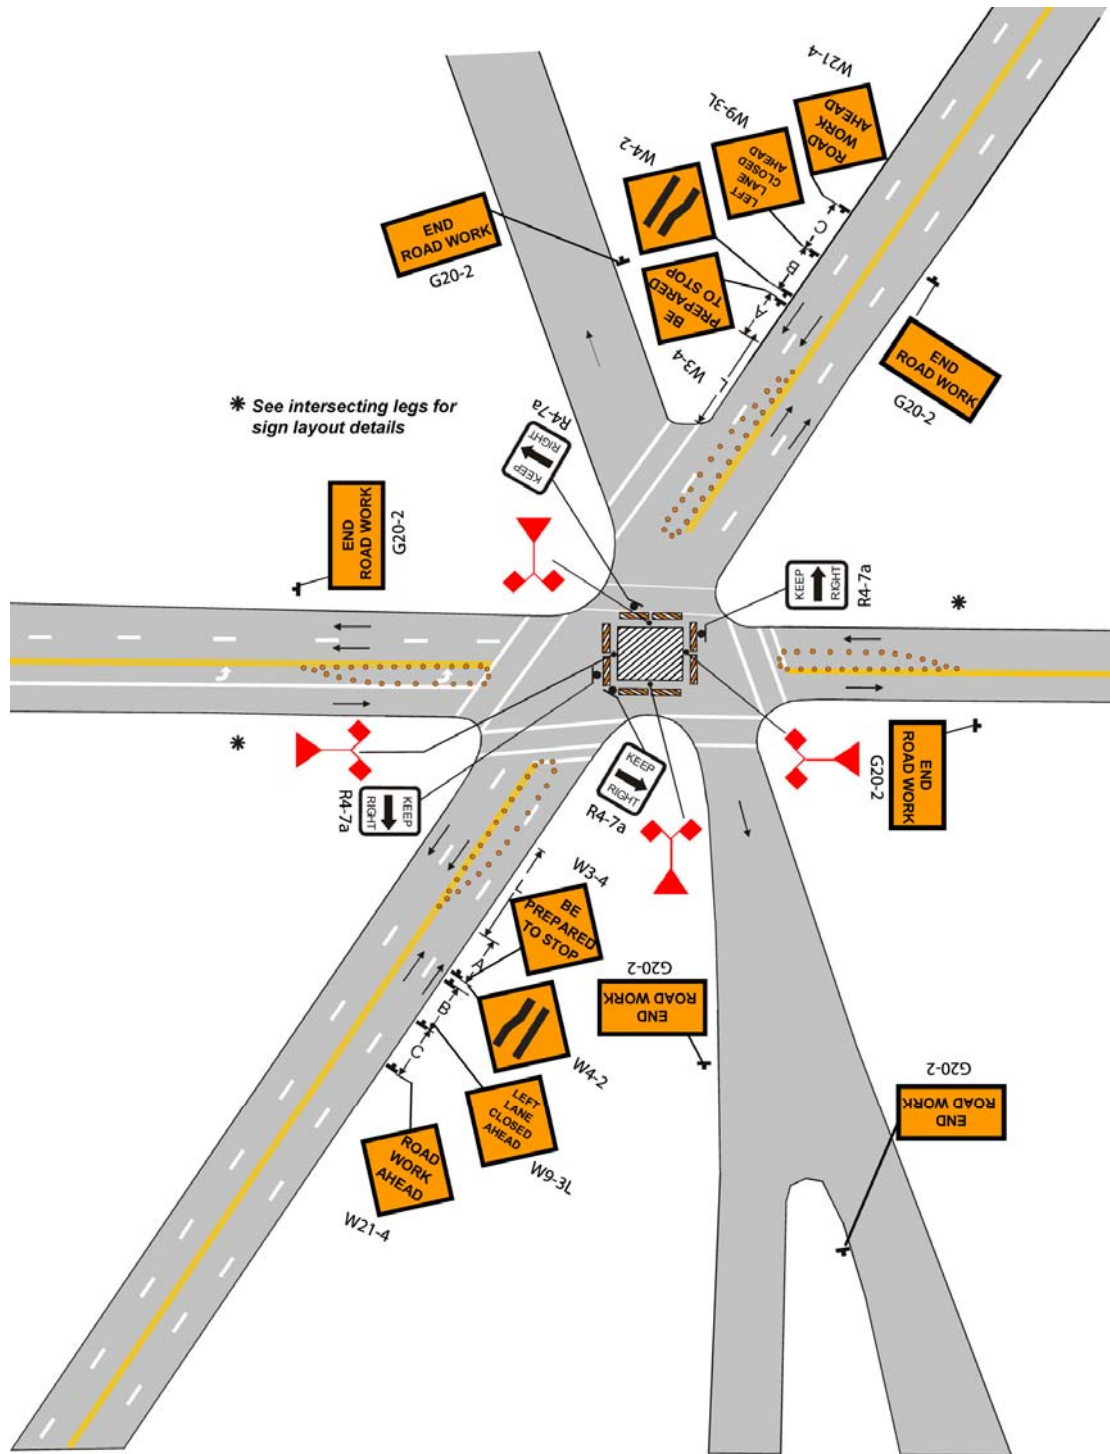 W21-4
ROAD
WORK
AHEAD
W9-3L
LEFT
LANE
CLOSED
AHEAD
W4-2
C
B
A
L
BE
PREPARED
TO STOP
W3-4
END
ROAD WORK
G20-2
END
ROAD WORK
G20-2
* See intersecting legs for
sign layout details
R4-7a
KEEP
RIGHT
END
ROAD WORK
G20-2
KEEP
RIGHT
R4-7a
*
*
KEEP
RIGHT
R4-7a
KEEP
RIGHT
R4-7a
END
ROAD WORK
G20-2
W3-4
BE
PREPARED
TO STOP
L
A
B
C
W4-2
LEFT
LANE
CLOSED
AHEAD
W9-3L
ROAD
WORK
AHEAD
W21-4
G20-2
END
ROAD WORK
G20-2
END
ROAD WORK